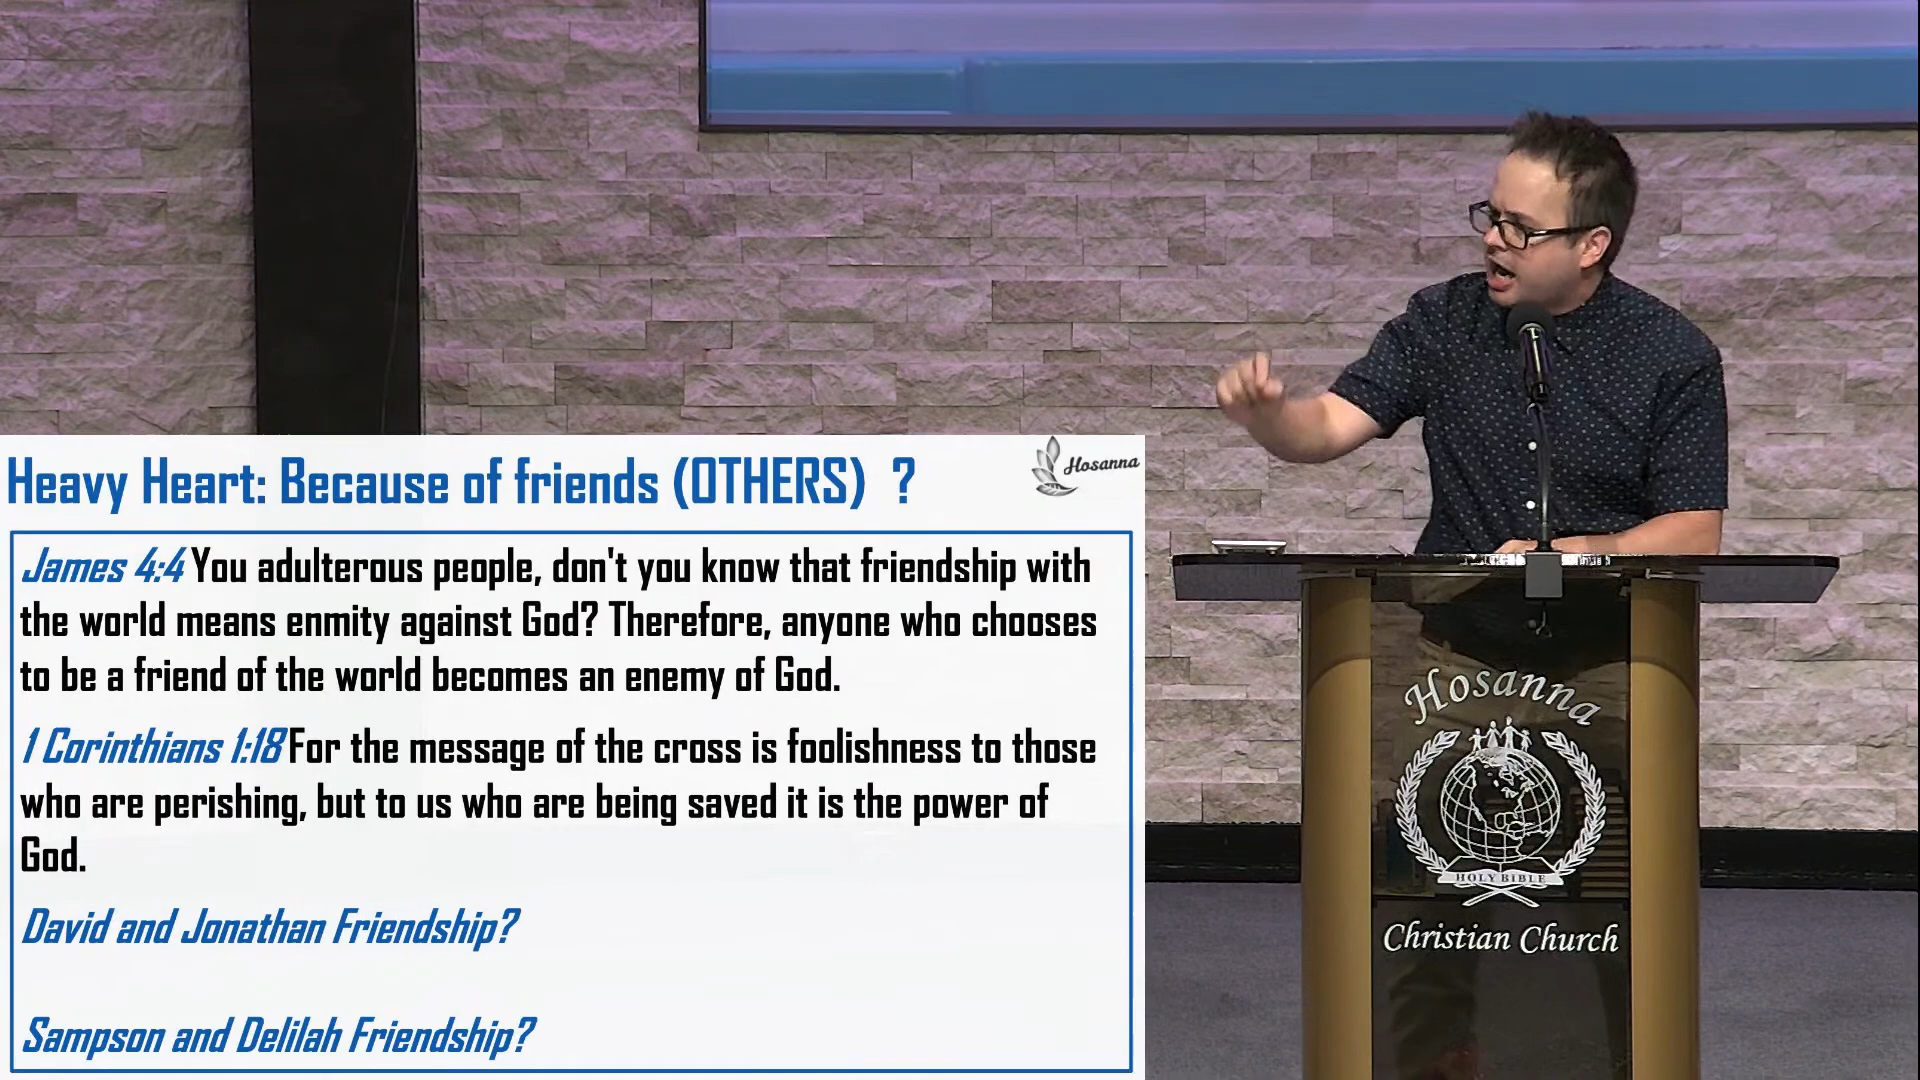 Heavy Heart: Because of friends (OTHERS) ?
Hosanna
James 4:4 You adulterous people, don't you know that friendship with
the world means enmity against God? Therefore, anyone who chooses
to be a friend of the world becomes an enemy of God.
1 Corinthians 1:18 For the message of the cross is foolishness to those
who are perishing, but to us who are being saved it is the power of
God.
David and Jonathan Friendship?
Sampson and Delilah Friendship?
Hosanna
HOLY BIBLE
Christian Church